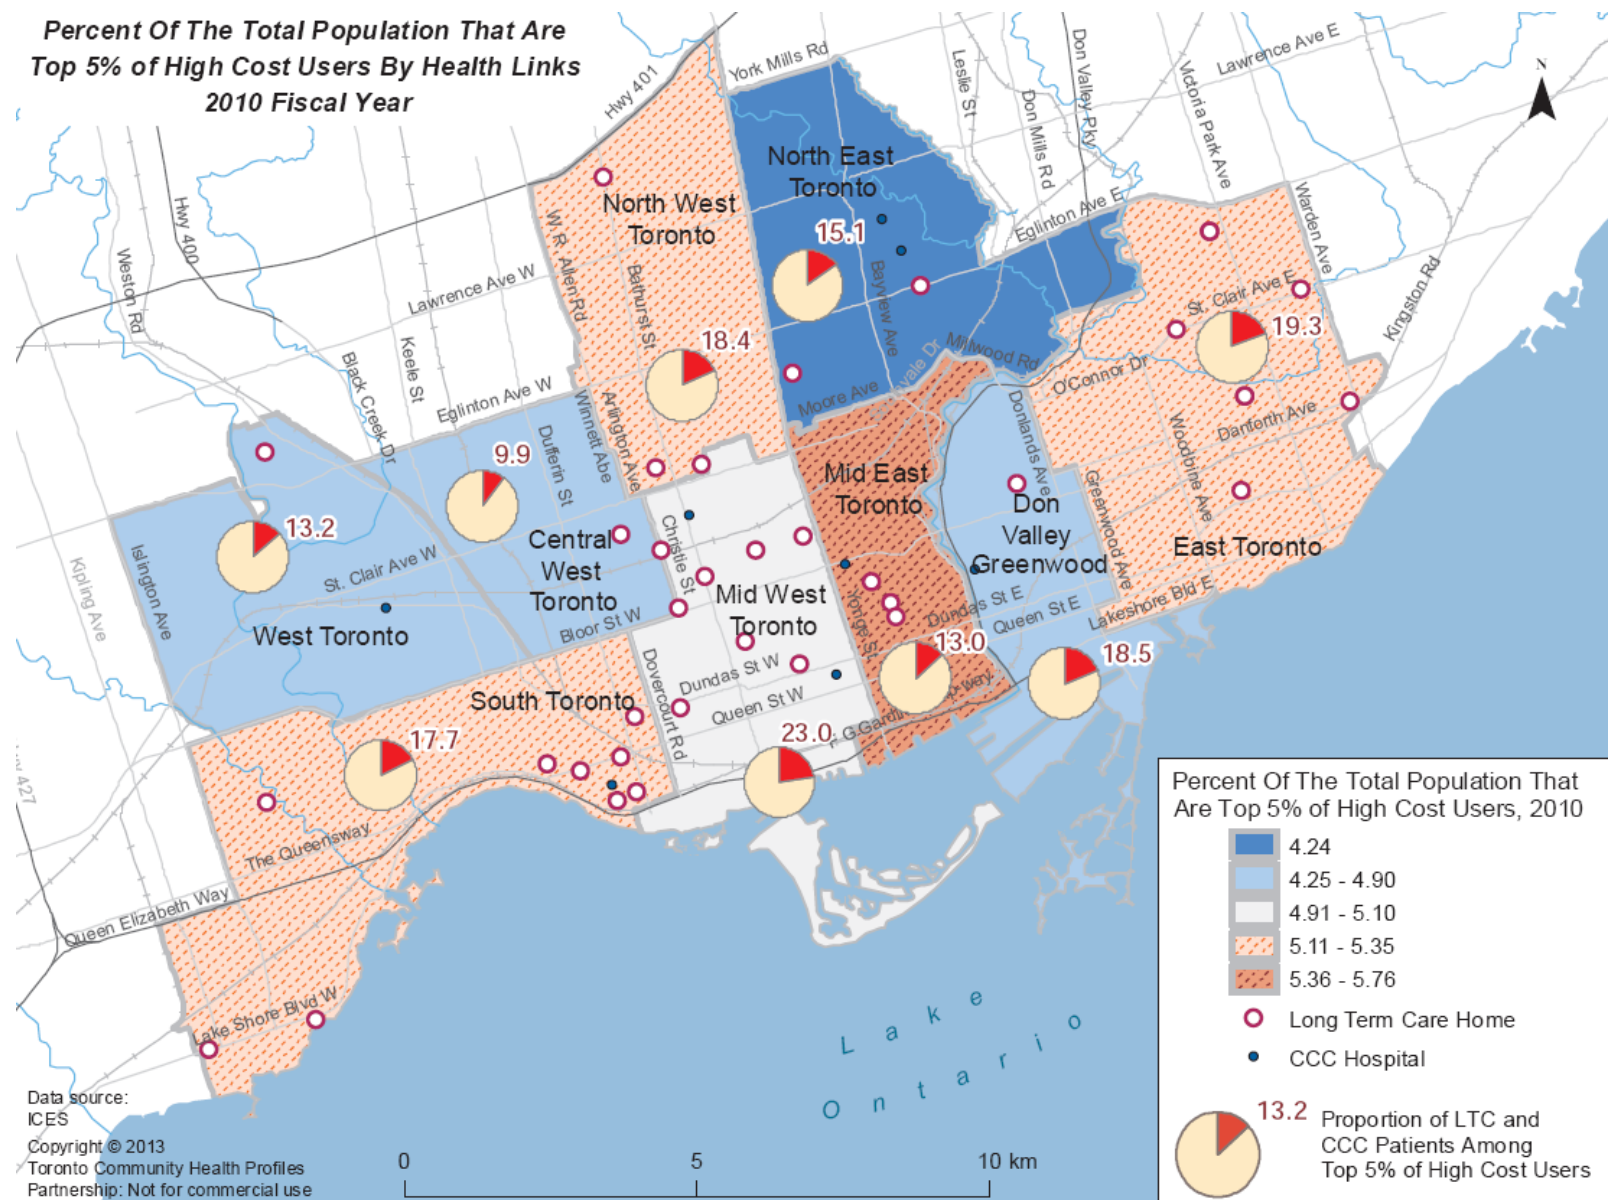 Percent Of The Total Population That Are
Top 5% of High Cost Users By Health Links
2010 Fiscal Year
N
York Mills Rd
Hwy 401
Leslie St
Don Mills Rd
Don Valley Pky
Victoria Park Ave
Lawrence Ave E
Hwy 400
Weston Rd
North East
Toronto
North West
Toronto
15.1
Eglinton Ave E
Warden Ave
Kingston Rd
W. R. Allen Rd
Bathurst St
Lawrence Ave W
Bayview Ave
St. Clair Ave E
18.4
19.3
Black Creek Dr
Keele St
Eglinton Ave W
Millwood Rd
Moore Ave
O'Connor Dr
Danforth Ave
Winnett Abe
Arlington Ave
Dufferin St
Donlands Ave
Woodbine Ave
Greenwood Ave
9.9
13.2
Mid East
Toronto
Don
Valley
Greenwood
East Toronto
Central
West
Toronto
Christie St
Mid West
Toronto
Islington Ave
Kipling Ave
St. Clair Ave W
West Toronto
Bloor St W
Yonge St
Dundas St E
Queen St E
Lakeshore Bld E
13.0
18.5
South Toronto
Dovercourt Rd
Dundas St W
Queen St W
17.7
23.0
The Queensway
Queen Elizabeth Way
Lake Shore Blvd W
Lake
Ontario
Percent Of The Total Population That
Are Top 5% of High Cost Users, 2010
4.24
4.25 - 4.90
4.91 - 5.10
5.11 - 5.35
5.36 - 5.76
Long Term Care Home
CCC Hospital
13.2
Proportion of LTC and
CCC Patients Among
Top 5% of High Cost Users
Data source:
ICES
Copyright © 2013
Toronto Community Health Profiles
Partnership: Not for commercial use
0
5
10 km